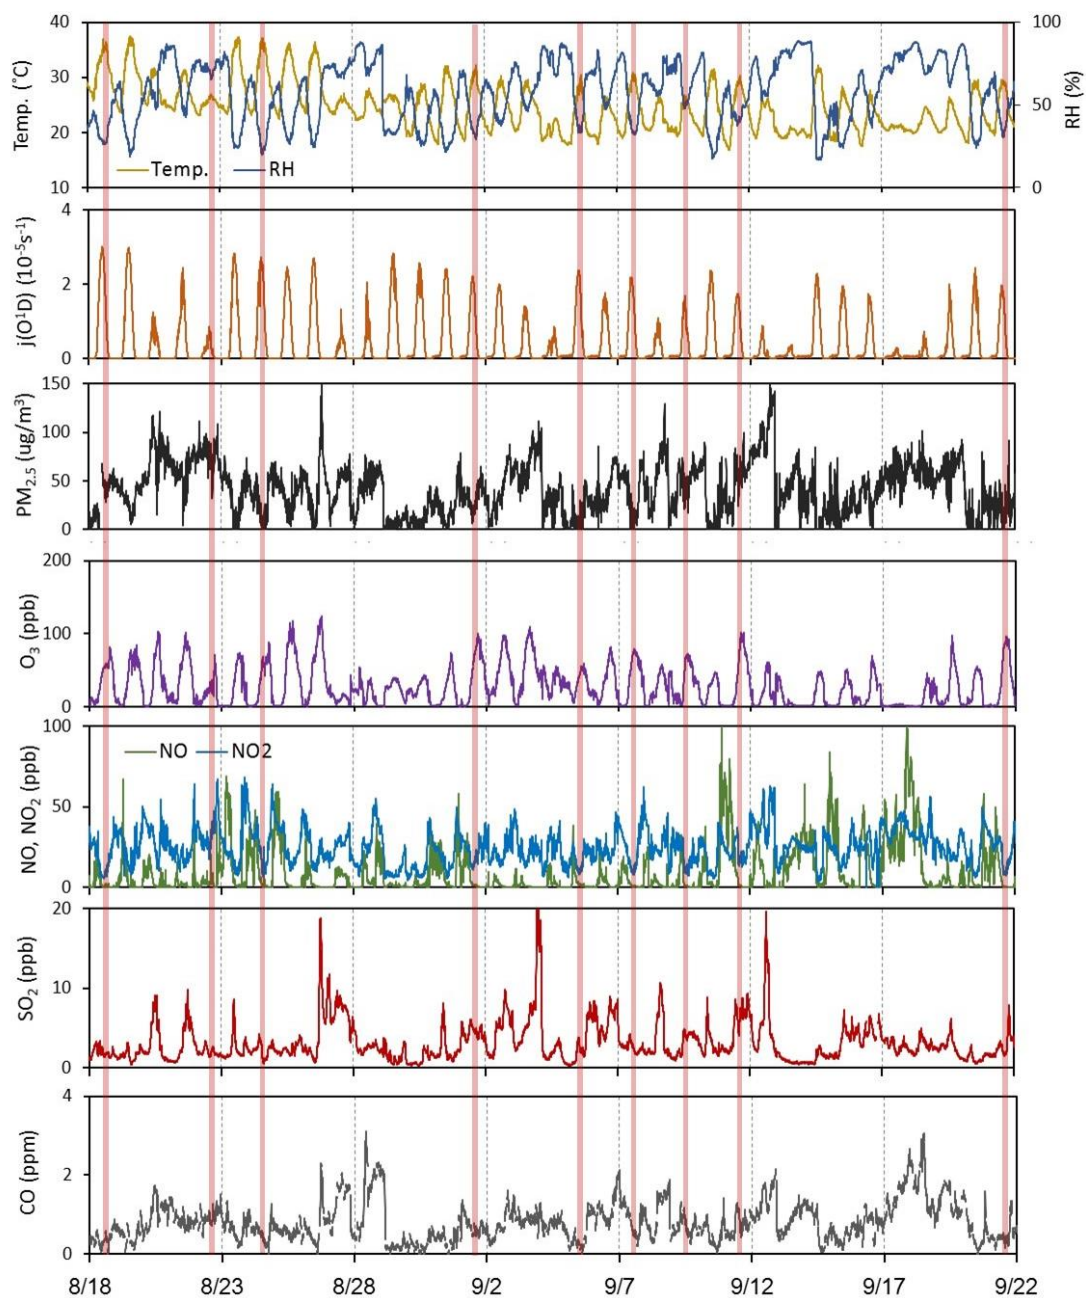 40
30
20
10
Temp. (˚C)
Temp.
RH
100
50
0
RH (%)
4
2
0
j(O¹D) (10⁻⁵s⁻¹)
150
100
50
0
PM₂.₅ (ug/m³)
200
100
0
O₃ (ppb)
100
50
0
NO, NO₂ (ppb)
NO
NO2
20
10
0
SO₂ (ppb)
4
2
0
CO (ppm)
8/18 8/23 8/28 9/2 9/7 9/12 9/17 9/22